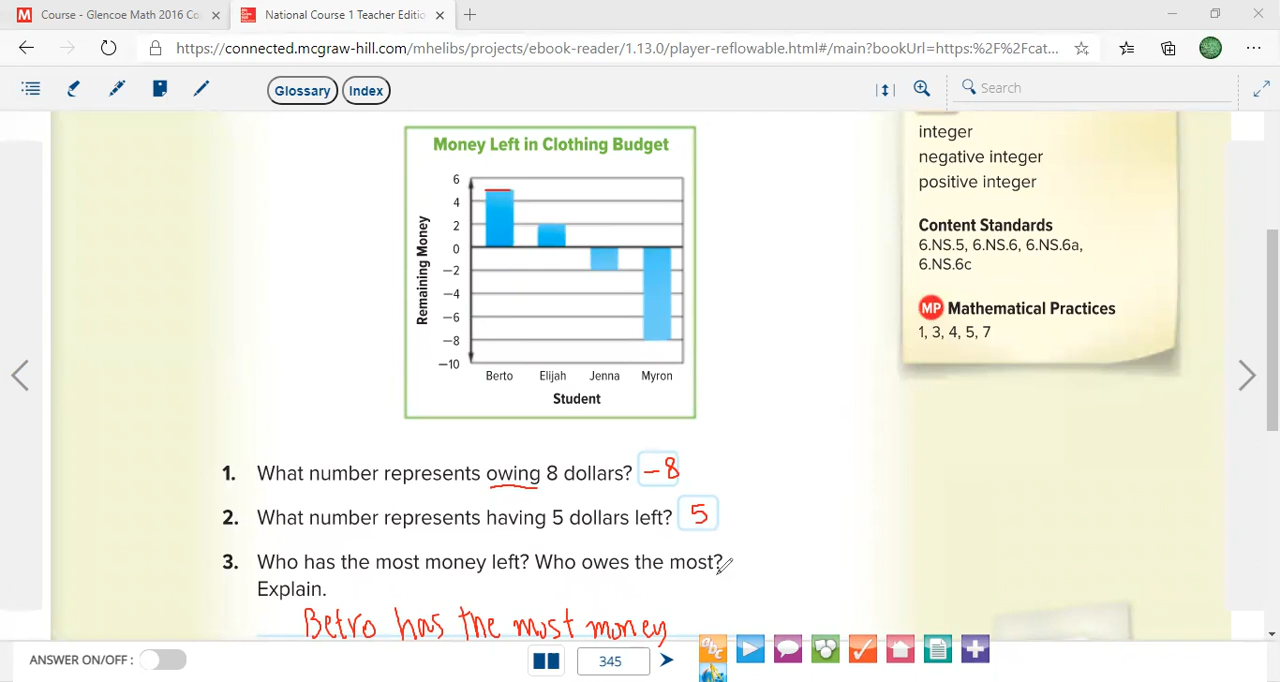 Course - Glencoe Math 2016 Co
National Course 1 Teacher Editio
https://connected.mcgraw-hill.com/mhelibs/projects/ebook-reader/1.13.0/player-reflowable.html#/main?bookUrl=https:%2F%2Fcat...
Glossary
Index
Search
Money Left in Clothing Budget
6
4
2
0
−2
−4
−6
−8
−10
Remaining Money
Berto Elijah Jenna Myron
Student
integer
negative integer
positive integer
Content Standards
6.NS.5, 6.NS.6, 6.NS.6a,
6.NS.6c
MP Mathematical Practices
1, 3, 4, 5, 7
1. What number represents owing 8 dollars? −8
2. What number represents having 5 dollars left? 5
3. Who has the most money left? Who owes the most?
Explain.
Betro has the most money
ANSWER ON/OFF :
345
abc